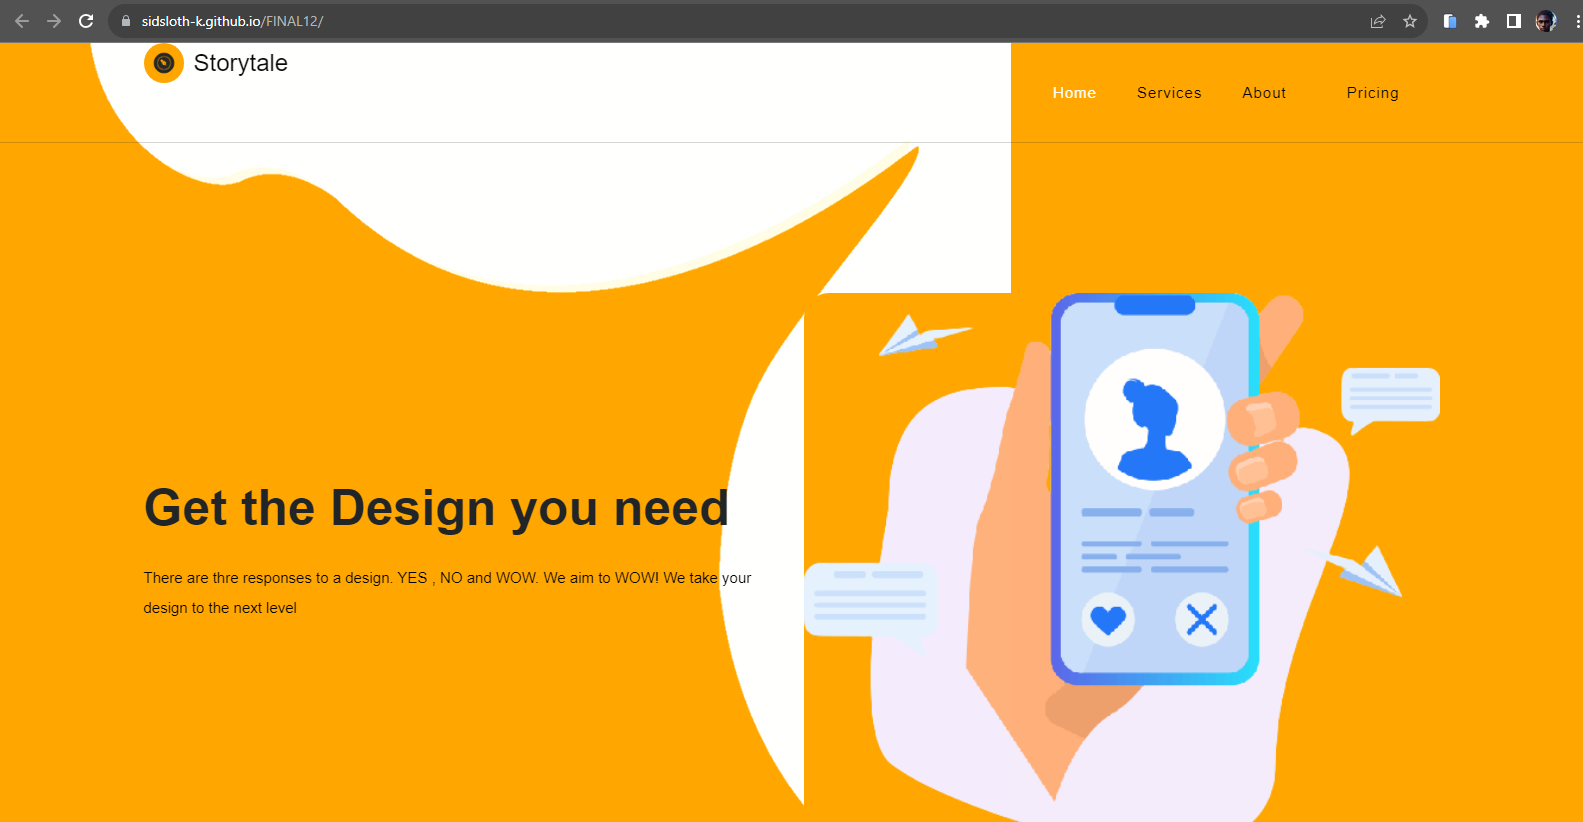 sidsloth-k.github.io/FINAL12/
Storytale
Home Services About Pricing
Get the Design you need
There are thre responses to a design. YES , NO and WOW. We aim to WOW! We take your
design to the next level